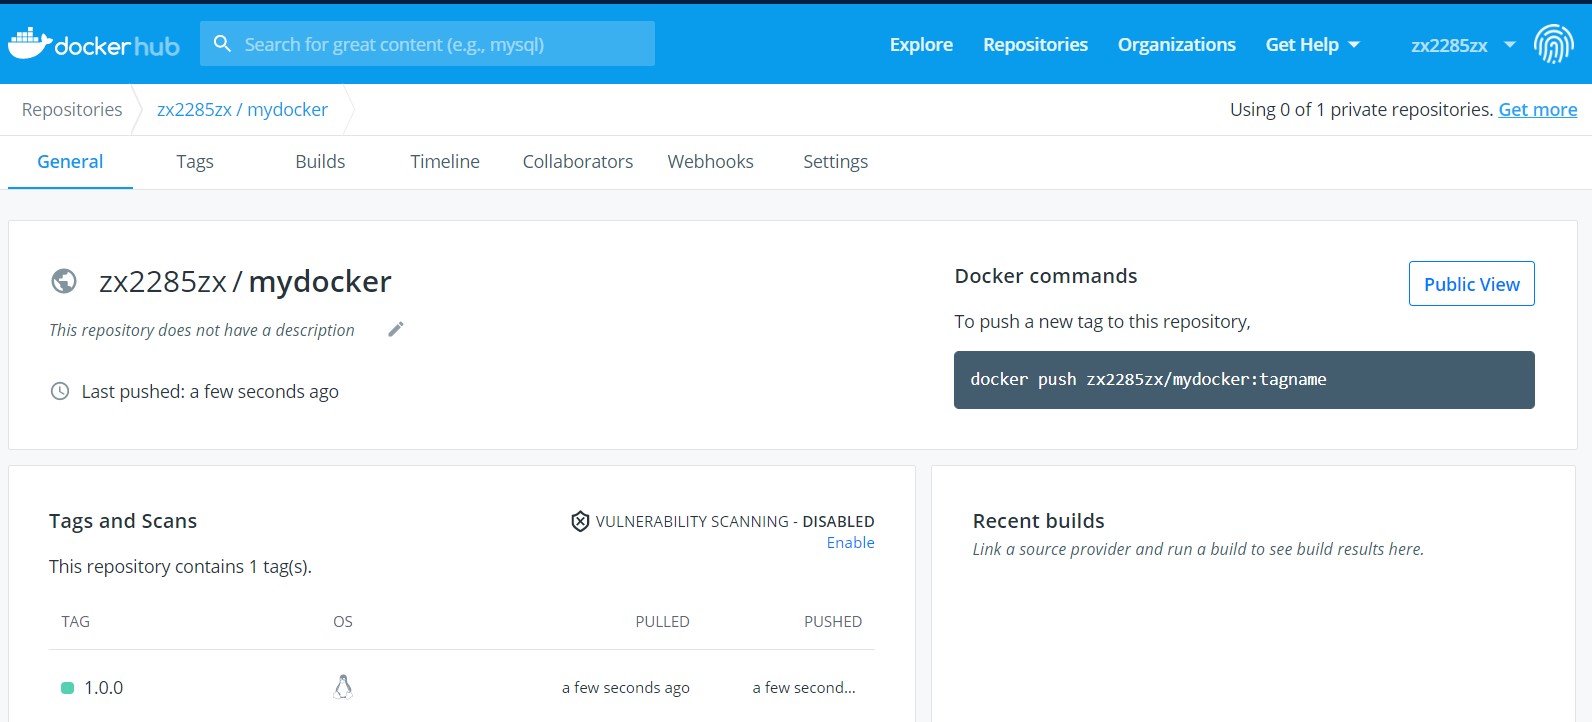 docker hub
Search for great content (e.g., mysql)
Explore
Repositories
Organizations
Get Help
zx2285zx
Repositories
zx2285zx / mydocker
Using 0 of 1 private repositories. Get more
General
Tags
Builds
Timeline
Collaborators
Webhooks
Settings
zx2285zx / mydocker
This repository does not have a description
Last pushed: a few seconds ago
Docker commands
Public View
To push a new tag to this repository,
docker push zx2285zx/mydocker:tagname
Tags and Scans
VULNERABILITY SCANNING - DISABLED
Enable
This repository contains 1 tag(s).
TAG
OS
PULLED
PUSHED
1.0.0
a few seconds ago
a few second...
Recent builds
Link a source provider and run a build to see build results here.